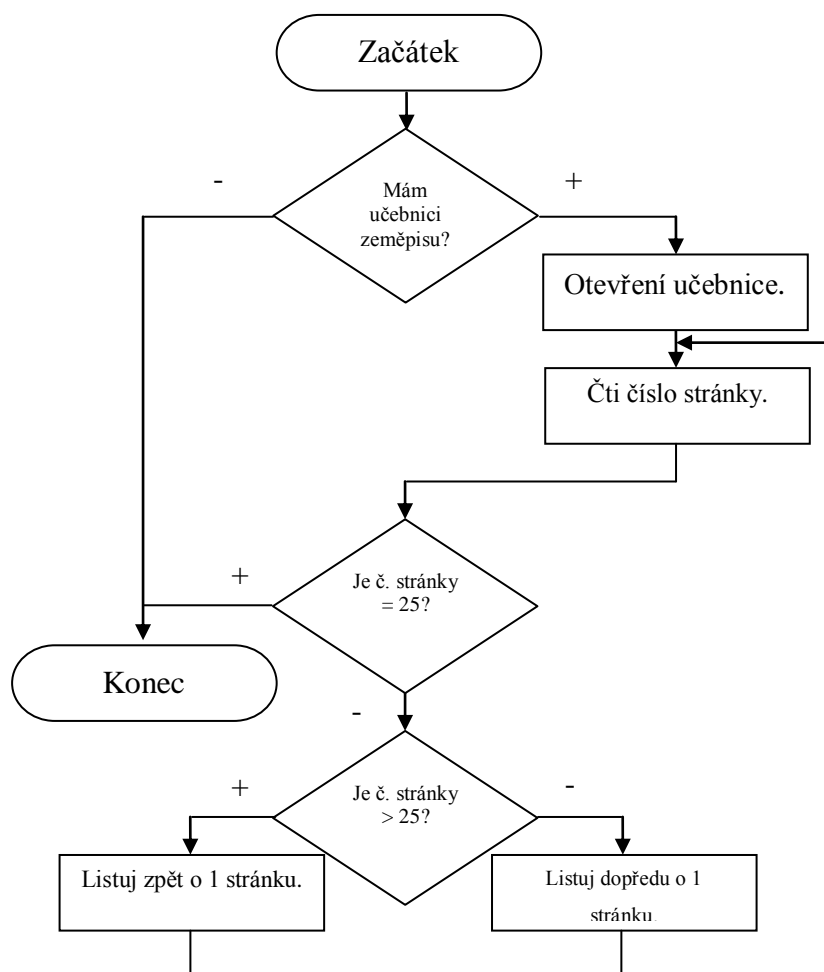 Začátek
-
+
Mám
učebnici
zeměpisu?
Otevření učebnice.
Čti číslo stránky.
+
Je č. stránky
= 25?
Konec
-
+
Je č. stránky
> 25?
-
Listuj zpět o 1 stránku.
Listuj dopředu o 1
stránku.